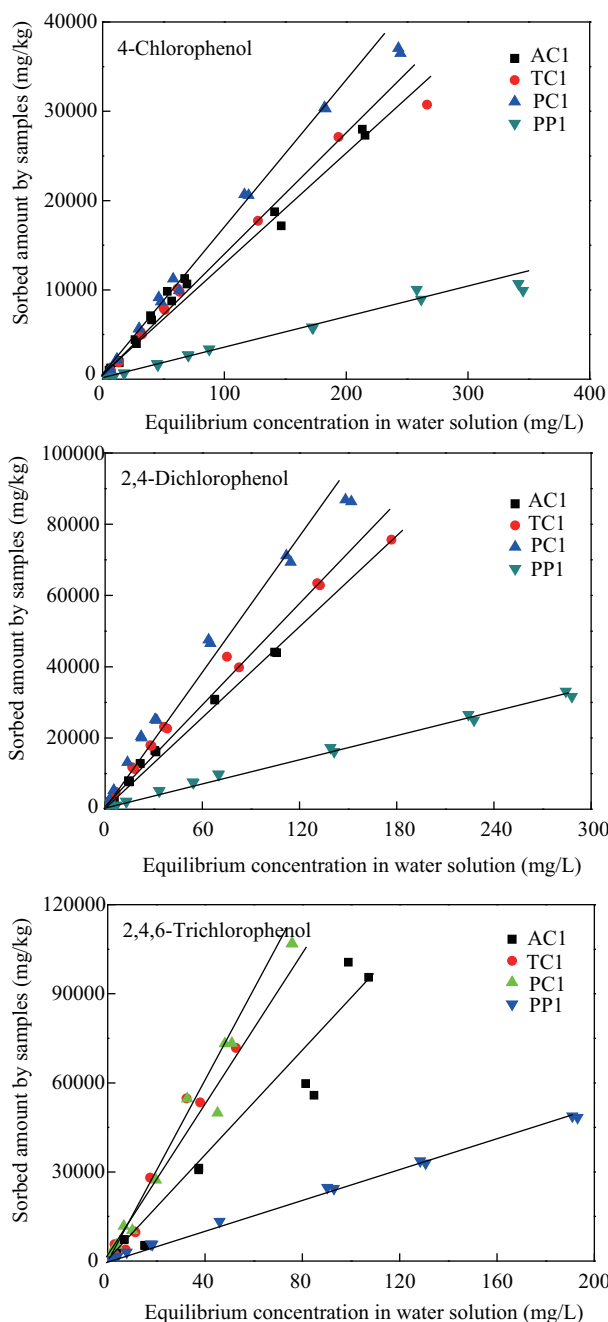 40000
4-Chlorophenol
AC1
TC1
PC1
PP1
30000
20000
10000
0
0
100
200
300
400
Sorbed amount by samples (mg/kg)
Equilibrium concentration in water solution (mg/L)
100000
2,4-Dichlorophenol
AC1
TC1
PC1
PP1
80000
60000
40000
20000
0
0
60
120
180
240
300
Sorbed amount by samples (mg/kg)
Equilibrium concentration in water solution (mg/L)
120000
2,4,6-Trichlorophenol
AC1
TC1
PC1
PP1
90000
60000
30000
0
0
40
80
120
160
200
Sorbed amount by samples (mg/kg)
Equilibrium concentration in water solution (mg/L)